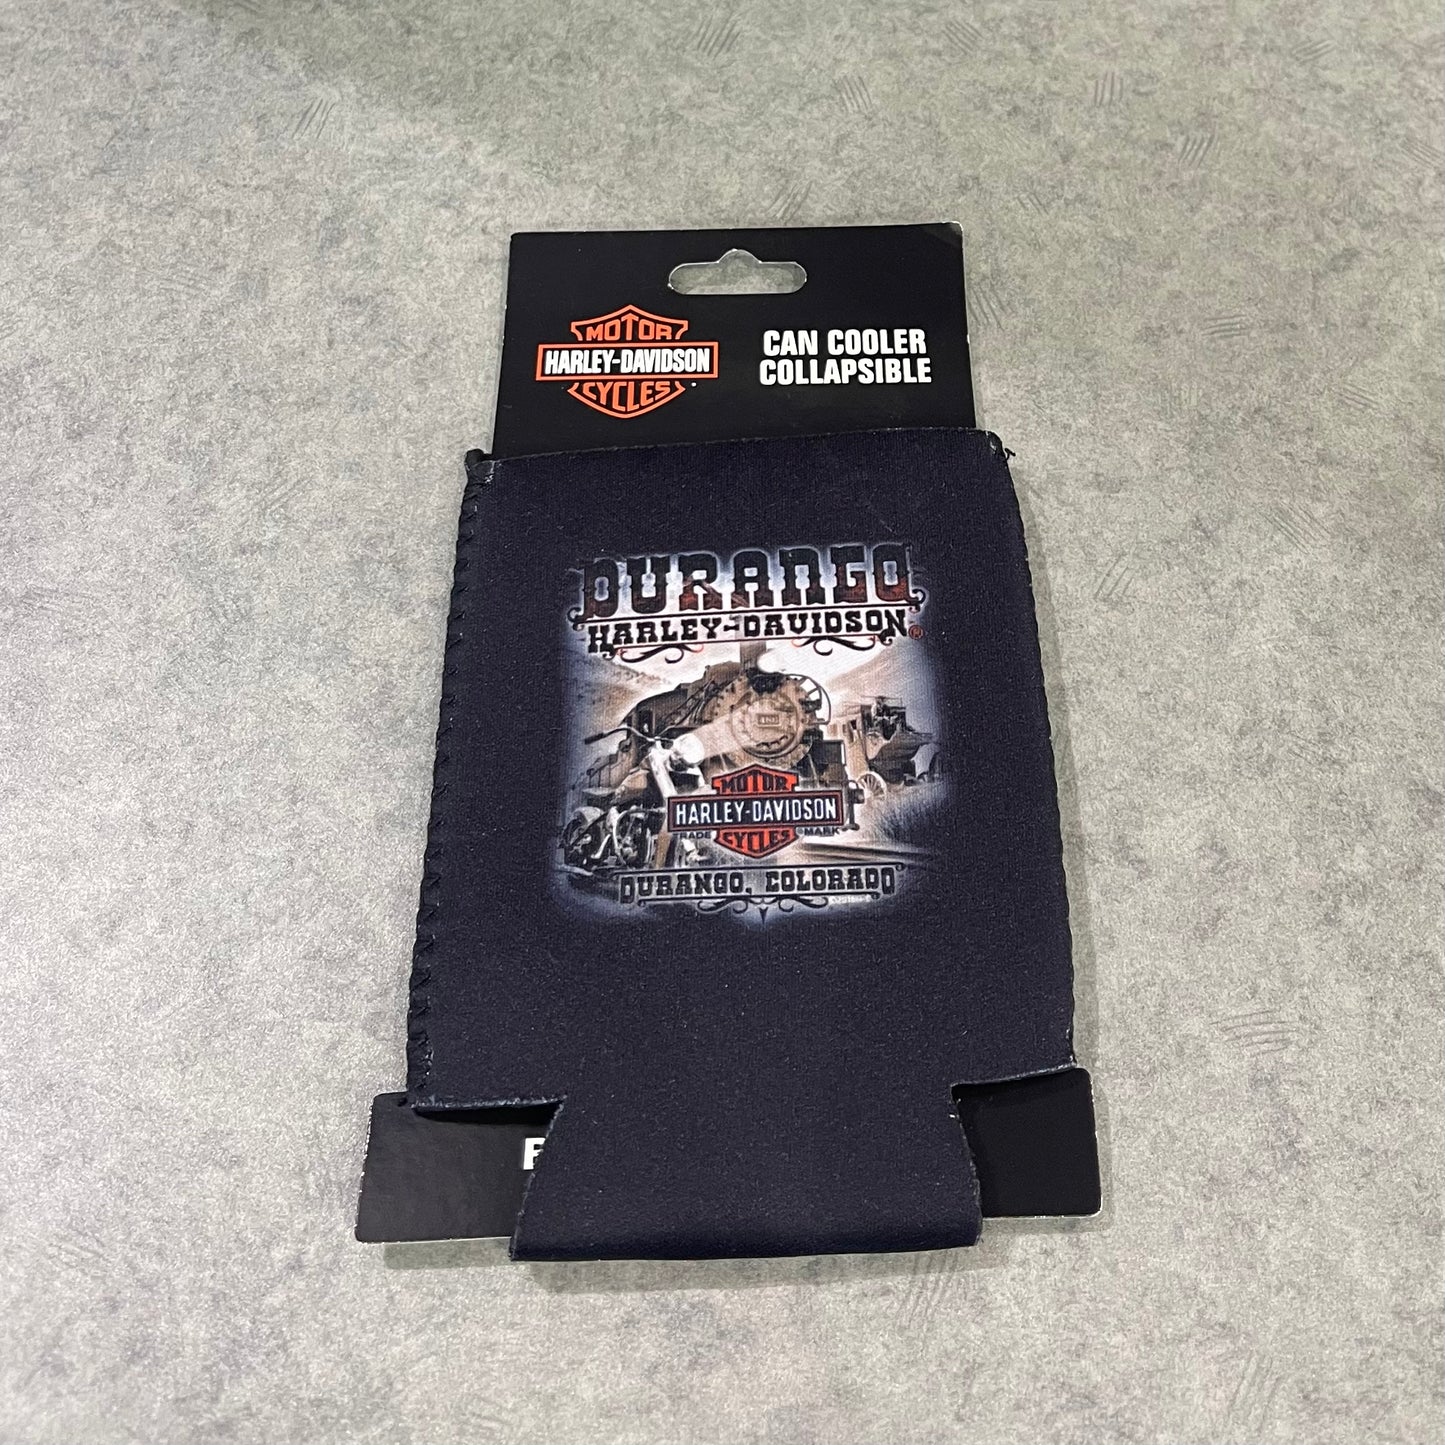 MOTOR
HARLEY-DAVIDSON
CYCLES
CAN COOLER
COLLAPSIBLE
DURANGO
HARLEY-DAVIDSON®
MOTOR
HARLEY-DAVIDSON
TRADE CYCLES ® MARK
DURANGO, COLORADO